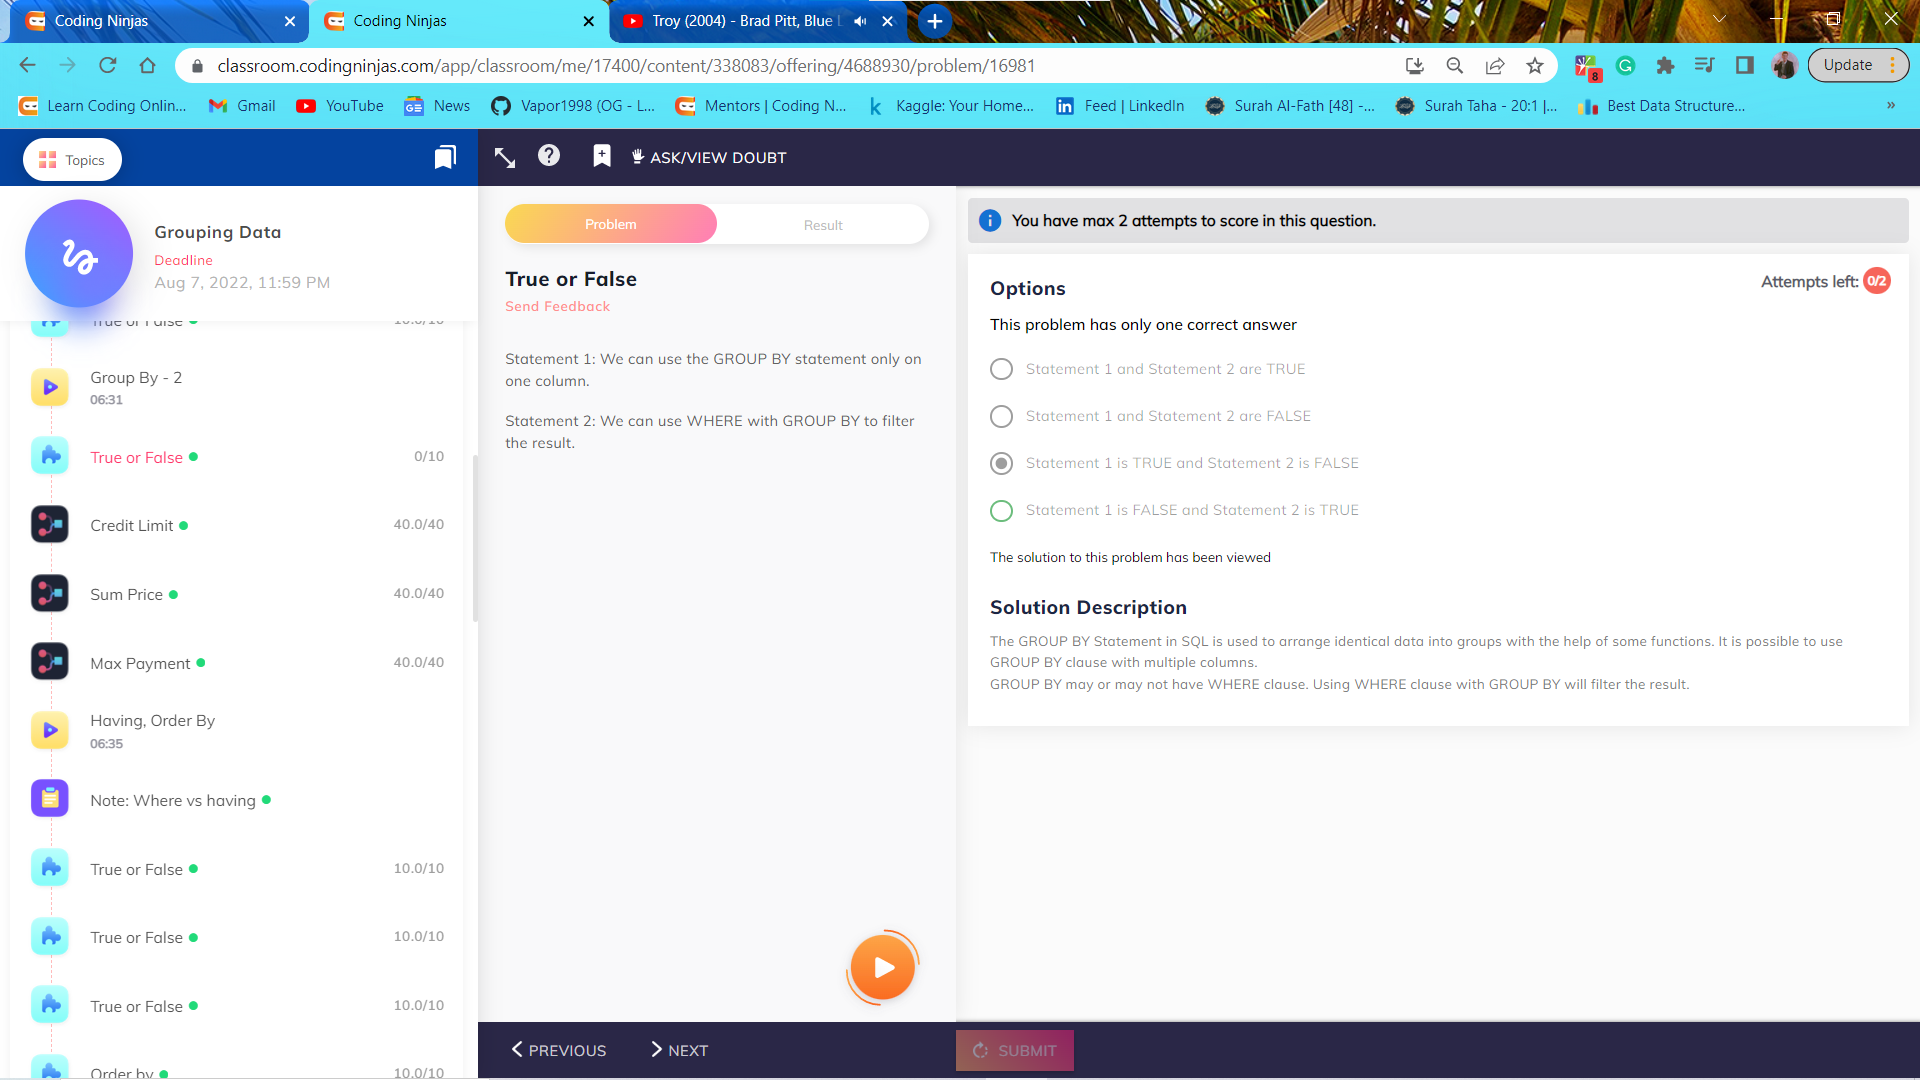 Coding Ninjas
Coding Ninjas
Troy (2004) - Brad Pitt, Blue
classroom.codingninjas.com/app/classroom/me/17400/content/338083/offering/4688930/problem/16981
8
Update
Learn Coding Onlin...
Gmail
YouTube
News
Vapor1998 (OG - L...
Mentors | Coding N...
Kaggle: Your Home...
Feed | LinkedIn
Surah Al-Fath [48] -...
Surah Taha - 20:1 |...
Best Data Structure...
»
Topics
ASK/VIEW DOUBT
Grouping Data
Deadline
Aug 7, 2022, 11:59 PM
True or False
10.0/10
Group By - 2
06:31
True or False
0/10
Credit Limit
40.0/40
Sum Price
40.0/40
Max Payment
40.0/40
Having, Order By
06:35
Note: Where vs having
True or False
10.0/10
True or False
10.0/10
True or False
10.0/10
Order by
10.0/10
Problem
Result
True or False
Send Feedback
Statement 1: We can use the GROUP BY statement only on
one column.
Statement 2: We can use WHERE with GROUP BY to filter
the result.
You have max 2 attempts to score in this question.
Options
Attempts left: 0/2
This problem has only one correct answer
Statement 1 and Statement 2 are TRUE
Statement 1 and Statement 2 are FALSE
Statement 1 is TRUE and Statement 2 is FALSE
Statement 1 is FALSE and Statement 2 is TRUE
The solution to this problem has been viewed
Solution Description
The GROUP BY Statement in SQL is used to arrange identical data into groups with the help of some functions. It is possible to use
GROUP BY clause with multiple columns.
GROUP BY may or may not have WHERE clause. Using WHERE clause with GROUP BY will filter the result.
PREVIOUS
NEXT
SUBMIT